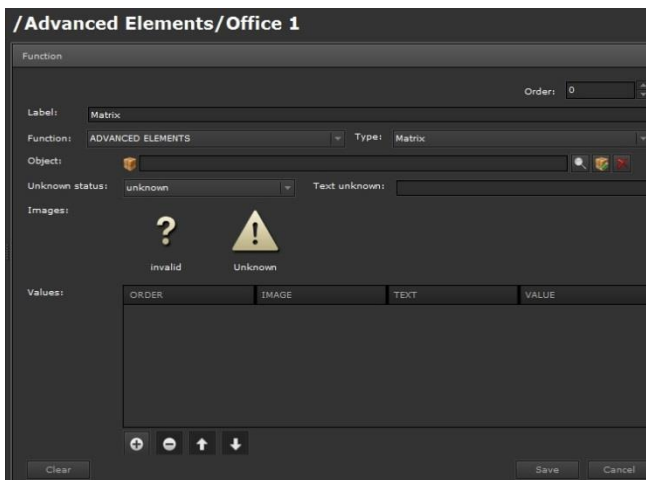 /Advanced Elements/Office 1
Function
Order: 0
Label: Matrix
Function: ADVANCED ELEMENTS Type: Matrix
Object:
Unknown status: unknown Text unknown:
Images:
invalid Unknown
Values: ORDER IMAGE TEXT VALUE
Clear Save Cancel